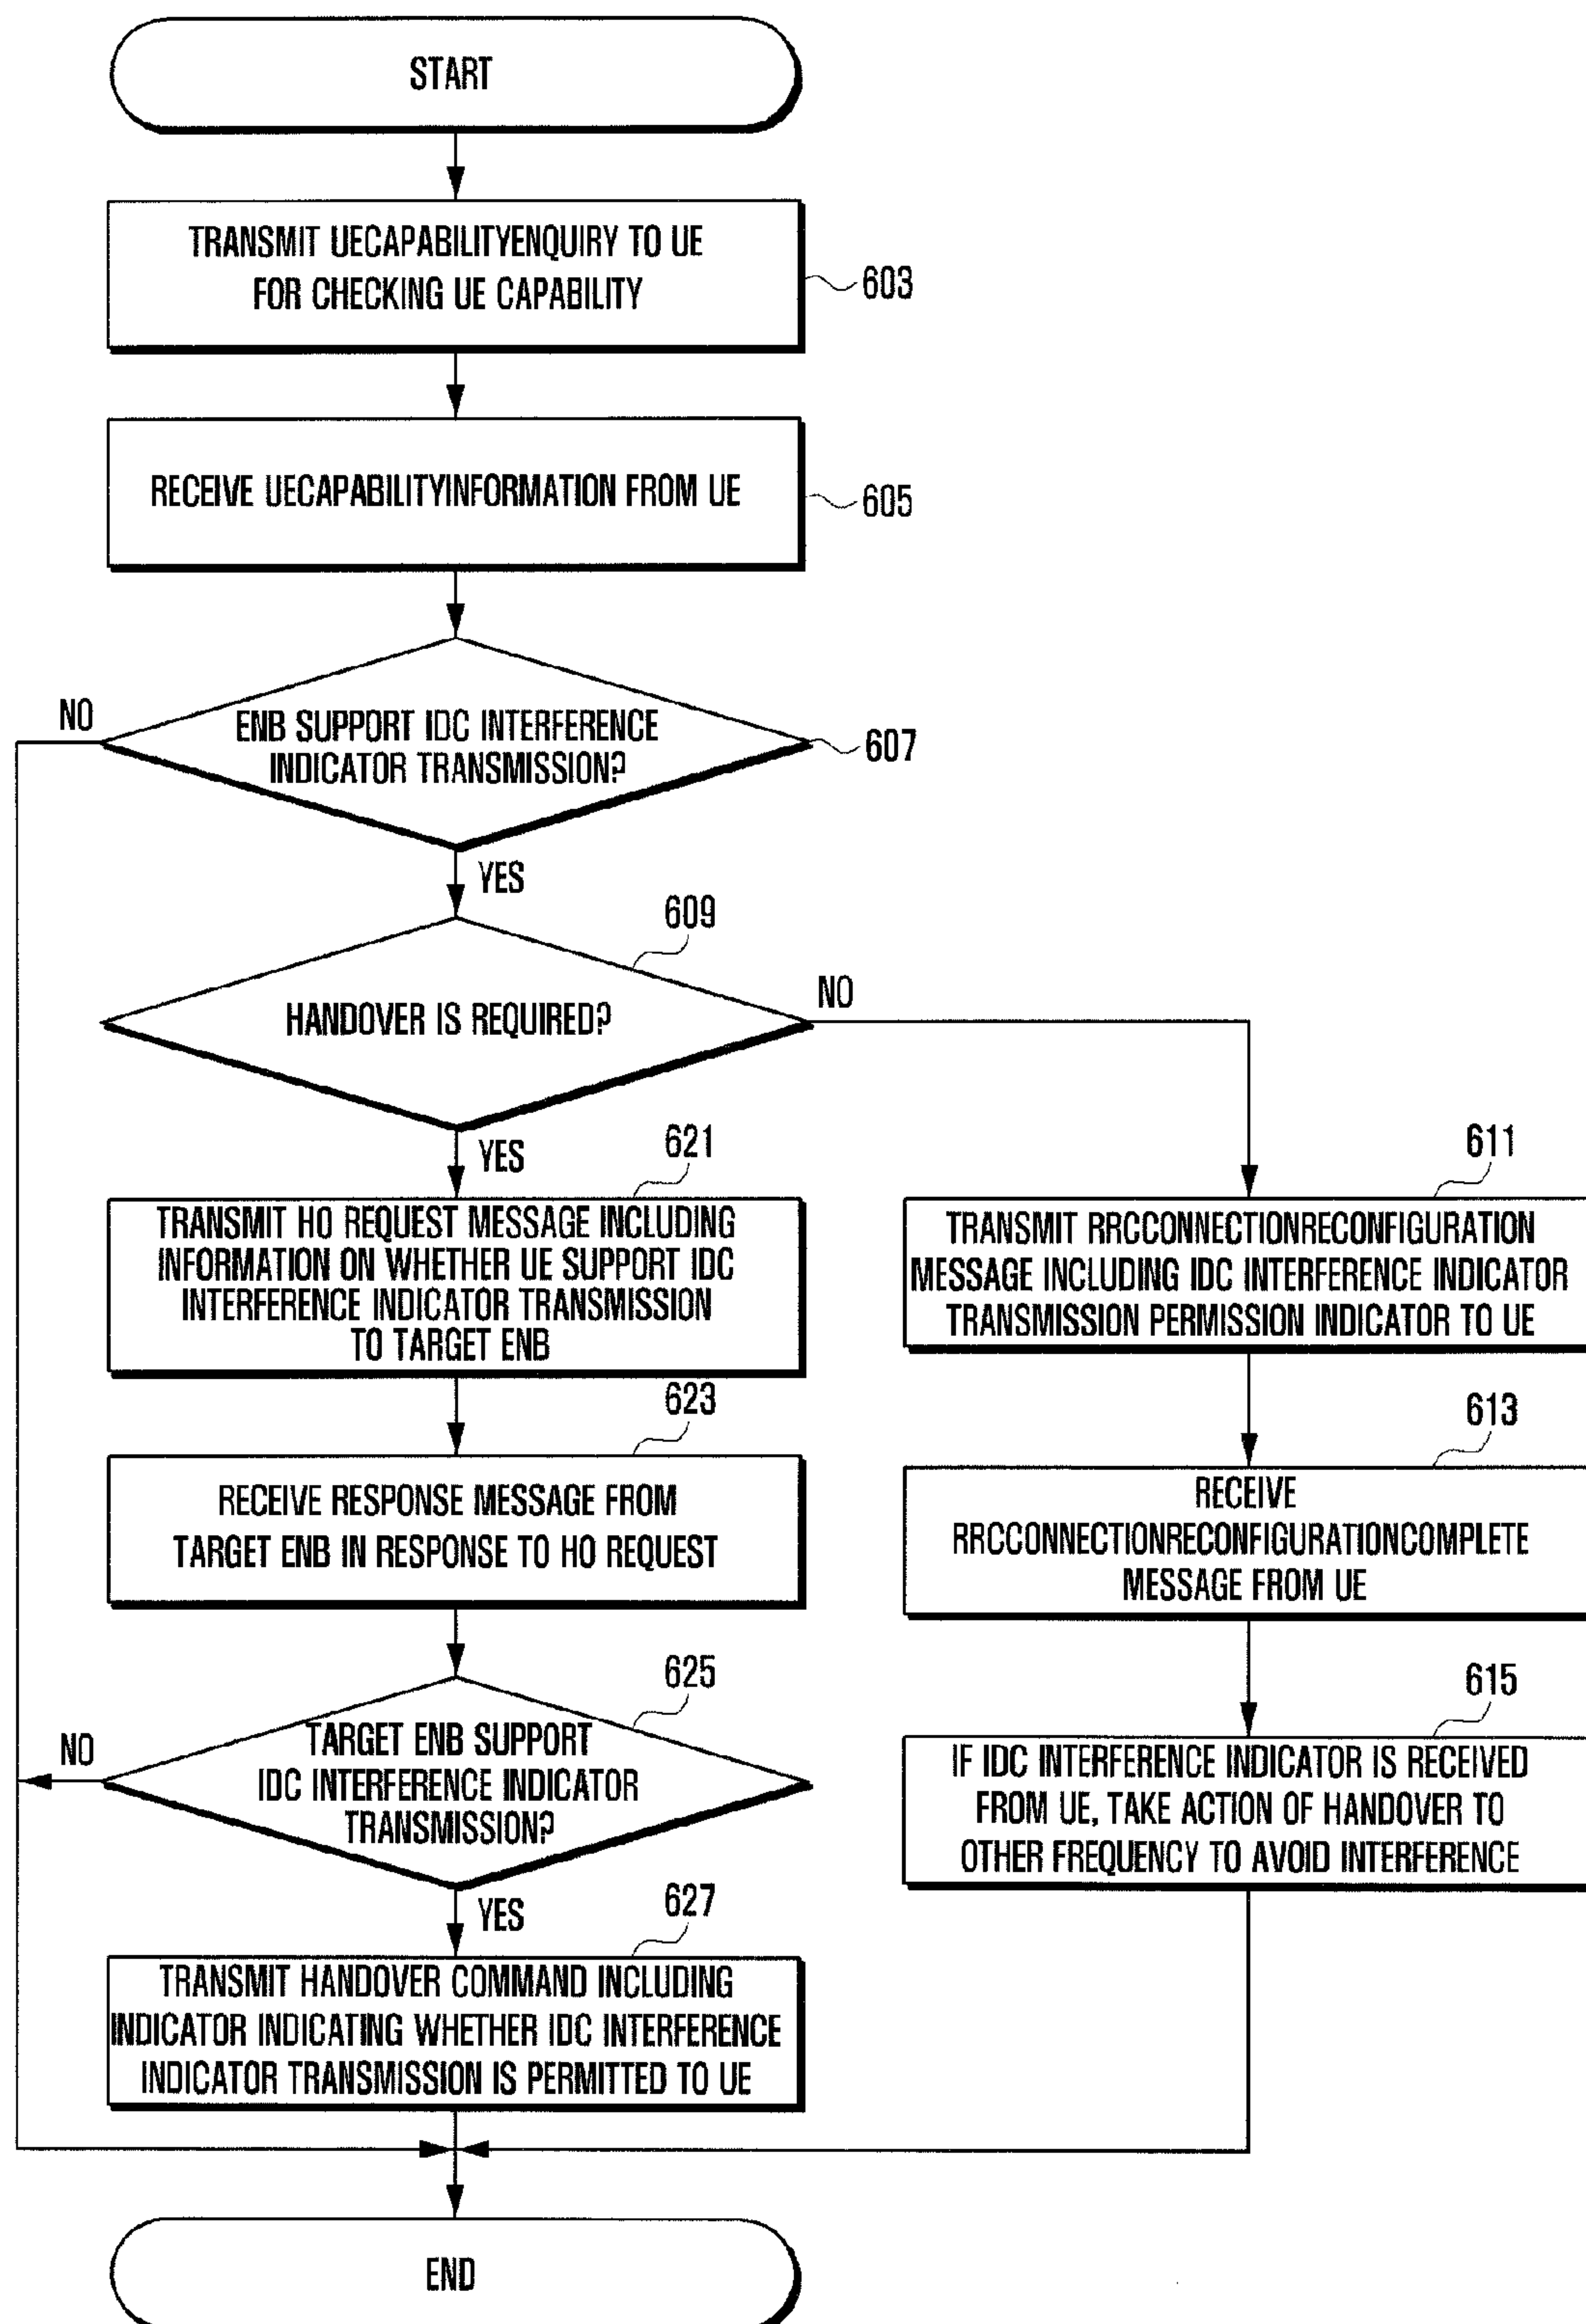 START
TRANSMIT UECAPABILITYENQUIRY TO UE
FOR CHECKING UE CAPABILITY
603
RECEIVE UECAPABILITYINFORMATION FROM UE
605
NO
ENB SUPPORT IDC INTERFERENCE
INDICATOR TRANSMISSION?
607
YES
609
HANDOVER IS REQUIRED?
NO
YES
621
TRANSMIT HO REQUEST MESSAGE INCLUDING
INFORMATION ON WHETHER UE SUPPORT IDC
INTERFERENCE INDICATOR TRANSMISSION
TO TARGET ENB
611
TRANSMIT RRCCONNECTIONRECONFIGURATION
MESSAGE INCLUDING IDC INTERFERENCE INDICATOR
TRANSMISSION PERMISSION INDICATOR TO UE
623
RECEIVE RESPONSE MESSAGE FROM
TARGET ENB IN RESPONSE TO HO REQUEST
613
RECEIVE
RRCCONNECTIONRECONFIGURATIONCOMPLETE
MESSAGE FROM UE
625
NO
TARGET ENB SUPPORT
IDC INTERFERENCE INDICATOR
TRANSMISSION?
615
IF IDC INTERFERENCE INDICATOR IS RECEIVED
FROM UE, TAKE ACTION OF HANDOVER TO
OTHER FREQUENCY TO AVOID INTERFERENCE
YES
627
TRANSMIT HANDOVER COMMAND INCLUDING
INDICATOR INDICATING WHETHER IDC INTERFERENCE
INDICATOR TRANSMISSION IS PERMITTED TO UE
END